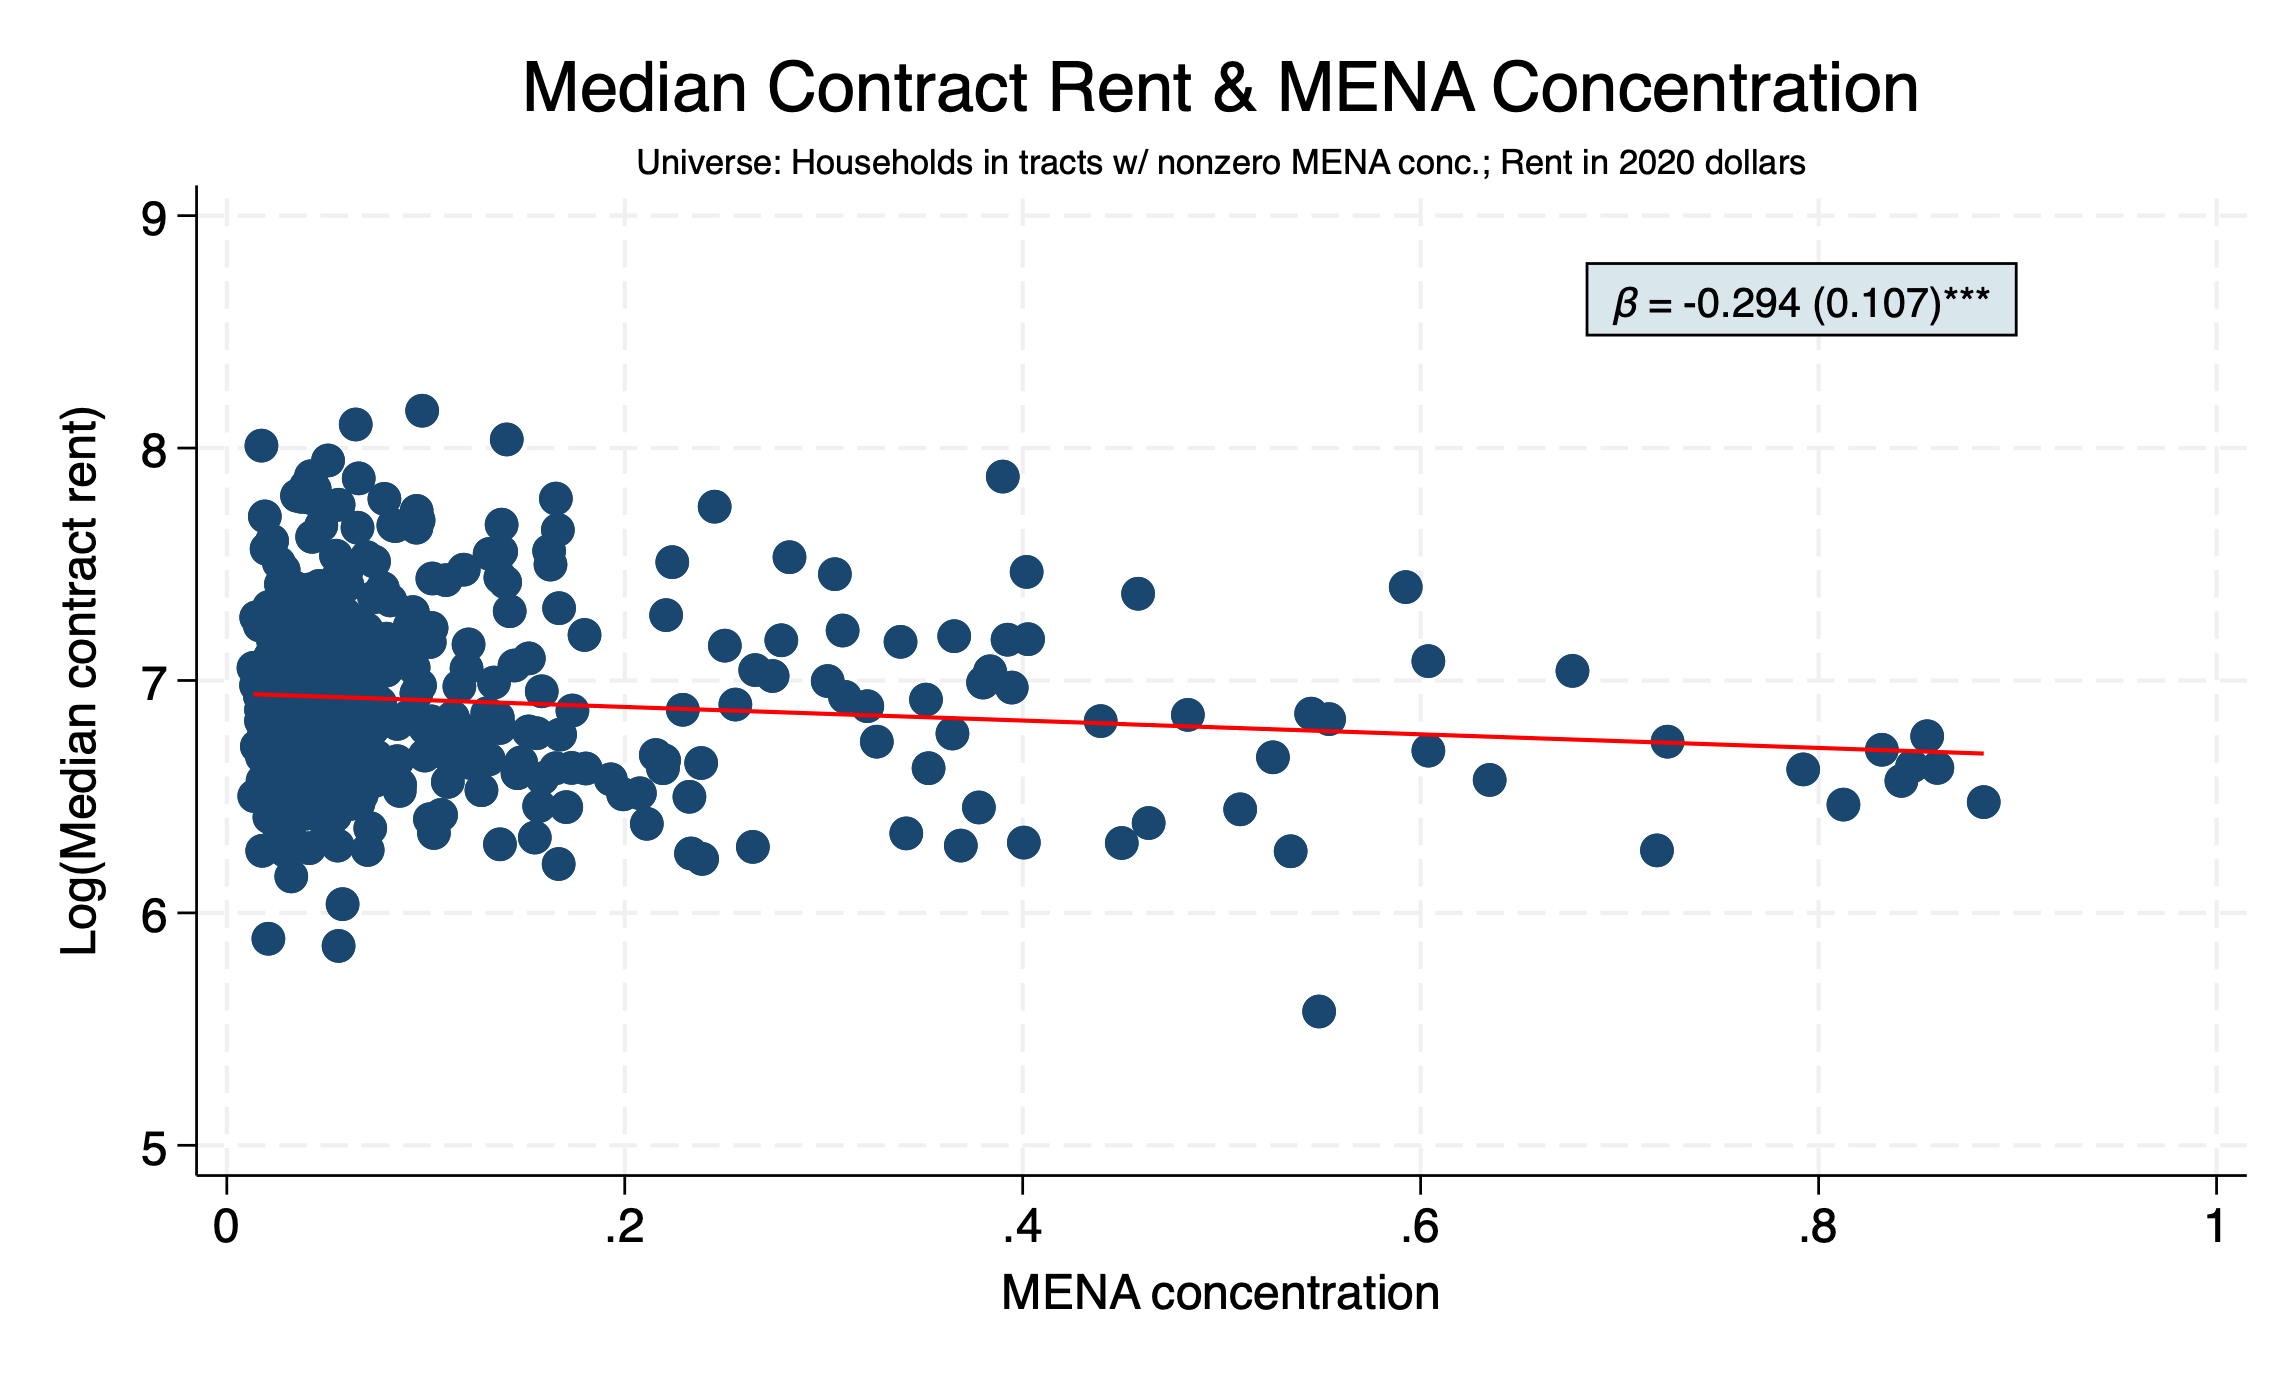 Median Contract Rent & MENA Concentration
Universe: Households in tracts w/ nonzero MENA conc.; Rent in 2020 dollars
9
8
7
6
5
Log(Median contract rent)
β = -0.294 (0.107)***
0 .2 .4 .6 .8 1
MENA concentration